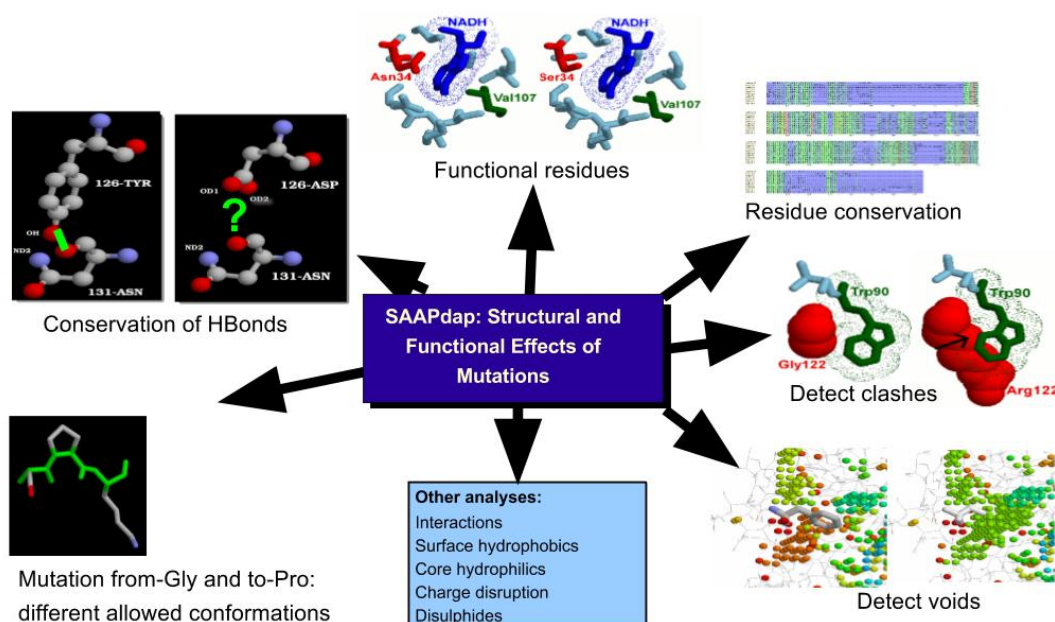 NADH
NADH
Asn34
Ser34
Val107
Val107
Functional residues
126-TYR
OH
ND2
131-ASN
OD1
126-ASP
OD2
?
ND2
131-ASN
Conservation of HBonds
Residue conservation
SAAPdap: Structural and
Functional Effects of
Mutations
Trp90
Trp90
Gly122
Arg122
Detect clashes
Mutation from-Gly and to-Pro:
different allowed conformations
Other analyses:
Interactions
Surface hydrophobics
Core hydrophilics
Charge disruption
Disulphides
Detect voids